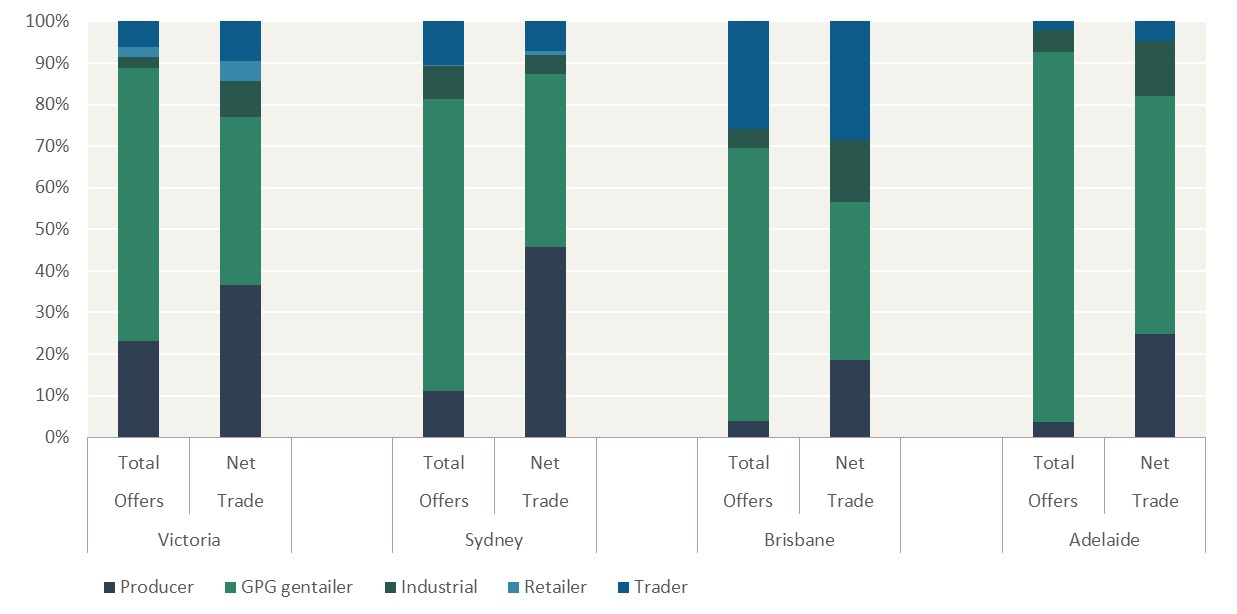 100%
90%
80%
70%
60%
50%
40%
30%
20%
10%
0%
Total Net Total Net Total Net Total Net
Offers Trade Offers Trade Offers Trade Offers Trade
Victoria Sydney Brisbane Adelaide
Producer GPG gentailer Industrial Retailer Trader